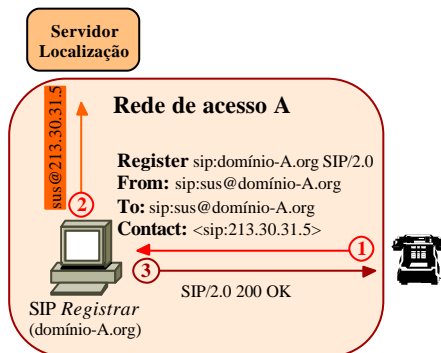 Servidor
Localização
Rede de acesso A
sus@213.30.31.5
Register sip:domínio-A.org SIP/2.0
From: sip:sus@domínio-A.org
To: sip:sus@domínio-A.org
Contact: <sip:213.30.31.5>
2
1
3
SIP/2.0 200 OK
SIP Registrar
(domínio-A.org)